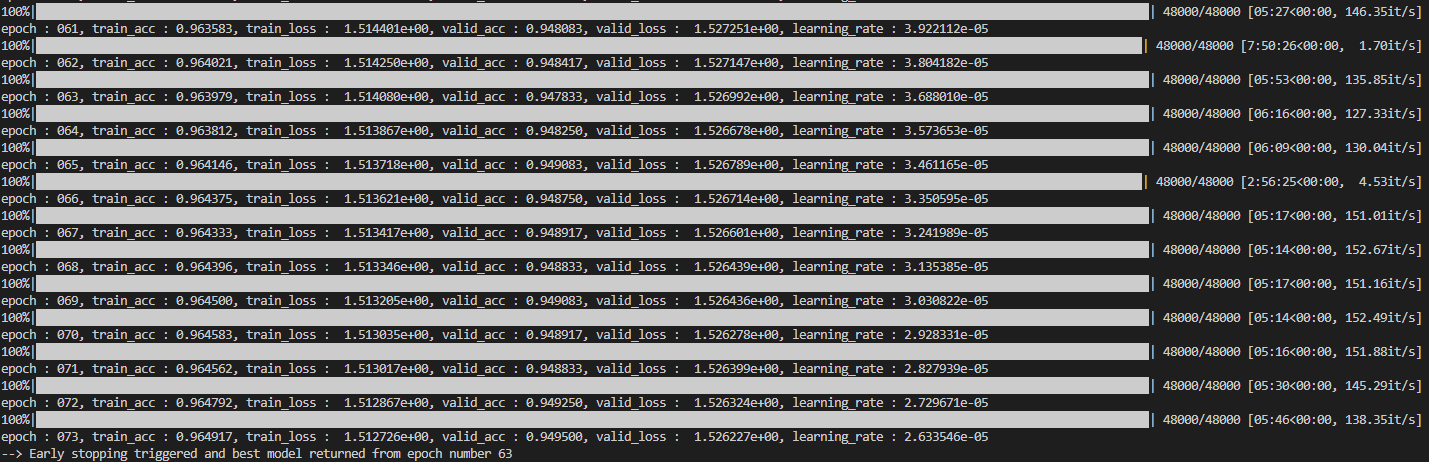 100%| | 48000/48000 [05:27<00:00, 146.35it/s]
epoch : 061, train_acc : 0.963583, train_loss :  1.514401e+00, valid_acc : 0.948083, valid_loss :  1.527251e+00, learning_rate : 3.922112e-05
100%| | 48000/48000 [7:50:26<00:00,  1.70it/s]
epoch : 062, train_acc : 0.964021, train_loss :  1.514250e+00, valid_acc : 0.948417, valid_loss :  1.527147e+00, learning_rate : 3.804182e-05
100%| | 48000/48000 [05:53<00:00, 135.85it/s]
epoch : 063, train_acc : 0.963979, train_loss :  1.514080e+00, valid_acc : 0.947833, valid_loss :  1.526992e+00, learning_rate : 3.688010e-05
100%| | 48000/48000 [06:16<00:00, 127.33it/s]
epoch : 064, train_acc : 0.963812, train_loss :  1.513867e+00, valid_acc : 0.948250, valid_loss :  1.526678e+00, learning_rate : 3.573653e-05
100%| | 48000/48000 [06:09<00:00, 130.04it/s]
epoch : 065, train_acc : 0.964146, train_loss :  1.513718e+00, valid_acc : 0.949083, valid_loss :  1.526789e+00, learning_rate : 3.461165e-05
100%| | 48000/48000 [2:56:25<00:00,  4.53it/s]
epoch : 066, train_acc : 0.964375, train_loss :  1.513621e+00, valid_acc : 0.948750, valid_loss :  1.526714e+00, learning_rate : 3.350595e-05
100%| | 48000/48000 [05:17<00:00, 151.01it/s]
epoch : 067, train_acc : 0.964333, train_loss :  1.513417e+00, valid_acc : 0.948917, valid_loss :  1.526601e+00, learning_rate : 3.241989e-05
100%| | 48000/48000 [05:14<00:00, 152.67it/s]
epoch : 068, train_acc : 0.964396, train_loss :  1.513346e+00, valid_acc : 0.948833, valid_loss :  1.526439e+00, learning_rate : 3.135385e-05
100%| | 48000/48000 [05:17<00:00, 151.16it/s]
epoch : 069, train_acc : 0.964500, train_loss :  1.513205e+00, valid_acc : 0.949083, valid_loss :  1.526436e+00, learning_rate : 3.030822e-05
100%| | 48000/48000 [05:14<00:00, 152.49it/s]
epoch : 070, train_acc : 0.964583, train_loss :  1.513035e+00, valid_acc : 0.948917, valid_loss :  1.526278e+00, learning_rate : 2.928331e-05
100%| | 48000/48000 [05:16<00:00, 151.88it/s]
epoch : 071, train_acc : 0.964562, train_loss :  1.513017e+00, valid_acc : 0.948833, valid_loss :  1.526399e+00, learning_rate : 2.827939e-05
100%| | 48000/48000 [05:30<00:00, 145.29it/s]
epoch : 072, train_acc : 0.964792, train_loss :  1.512867e+00, valid_acc : 0.949250, valid_loss :  1.526324e+00, learning_rate : 2.729671e-05
100%| | 48000/48000 [05:46<00:00, 138.35it/s]
epoch : 073, train_acc : 0.964917, train_loss :  1.512726e+00, valid_acc : 0.949500, valid_loss :  1.526227e+00, learning_rate : 2.633546e-05
--> Early stopping triggered and best model returned from epoch number 63